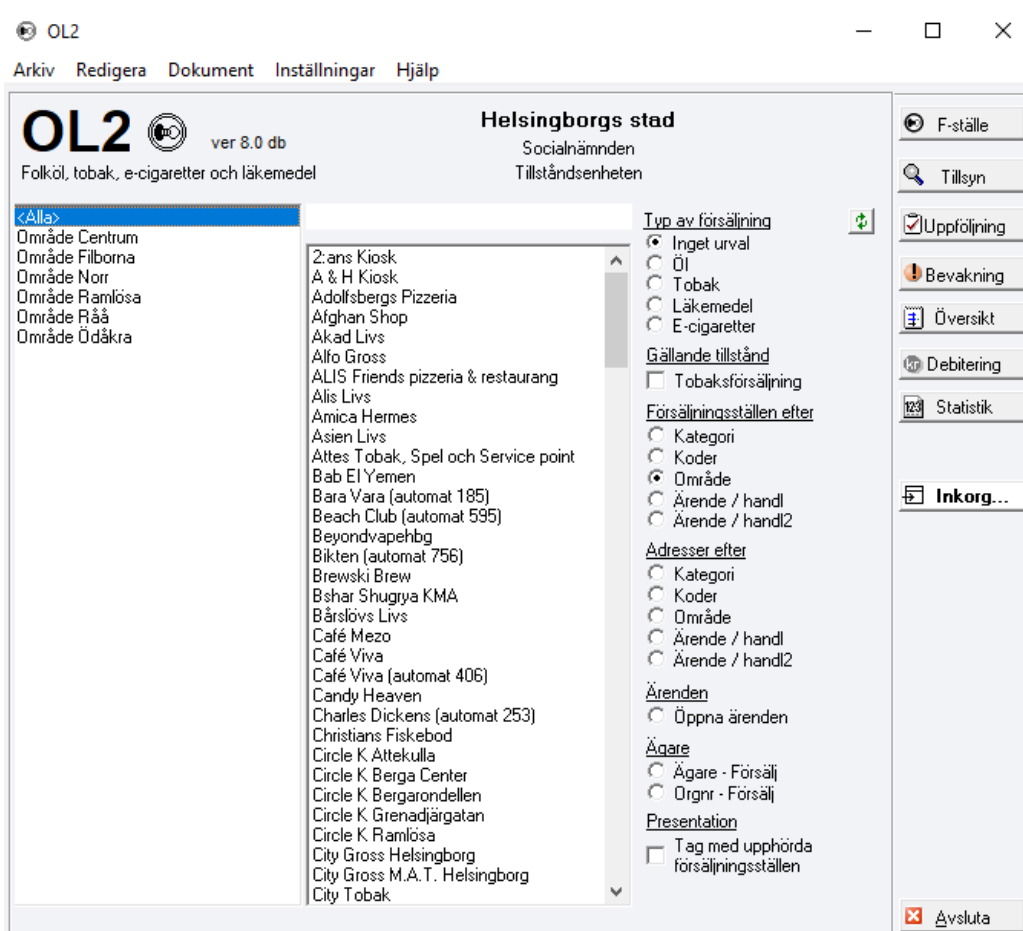 OL2
Arkiv Redigera Dokument Inställningar Hjälp
OL2 ver 8.0 db
Folköl, tobak, e-cigaretter och läkemedel
Helsingborgs stad
Socialnämnden
Tillståndsenheten
<Alla>
Område Centrum
Område Filborna
Område Norr
Område Ramlösa
Område Råå
Område Ödåkra
2:ans Kiosk
A & H Kiosk
Adolfsbergs Pizzeria
Afghan Shop
Akad Livs
Alfo Gross
ALIS Friends pizzeria & restaurang
Alis Livs
Amica Hermes
Asien Livs
Attes Tobak, Spel och Service point
Bab El Yemen
Bara Vara (automat 185)
Beach Club (automat 595)
Beyondvapehbg
Bikten (automat 756)
Brewski Brew
Bshar Shugrya KMA
Bårslövs Livs
Café Mezo
Café Viva
Café Viva (automat 406)
Candy Heaven
Charles Dickens (automat 253)
Christians Fiskebod
Circle K Attekulla
Circle K Berga Center
Circle K Bergarondellen
Circle K Grenadjärgatan
Circle K Ramlösa
City Gross Helsingborg
City Gross M.A.T. Helsingborg
City Tobak
Typ av försäljning
Inget urval
Öl
Tobak
Läkemedel
E-cigaretter
Gällande tillstånd
Tobaksförsäljning
Försäljningsställen efter
Kategori
Koder
Område
Ärende / handl
Ärende / handl2
Adresser efter
Kategori
Koder
Område
Ärende / handl
Ärende / handl2
Ärenden
Öppna ärenden
Ägare
Ägare - Försälj
Orgnr - Försälj
Presentation
Tag med upphörda
försäljningsställen
F-ställe
Tillsyn
Uppföljning
Bevakning
Översikt
kr Debitering
123 Statistik
Inkorg...
Avsluta